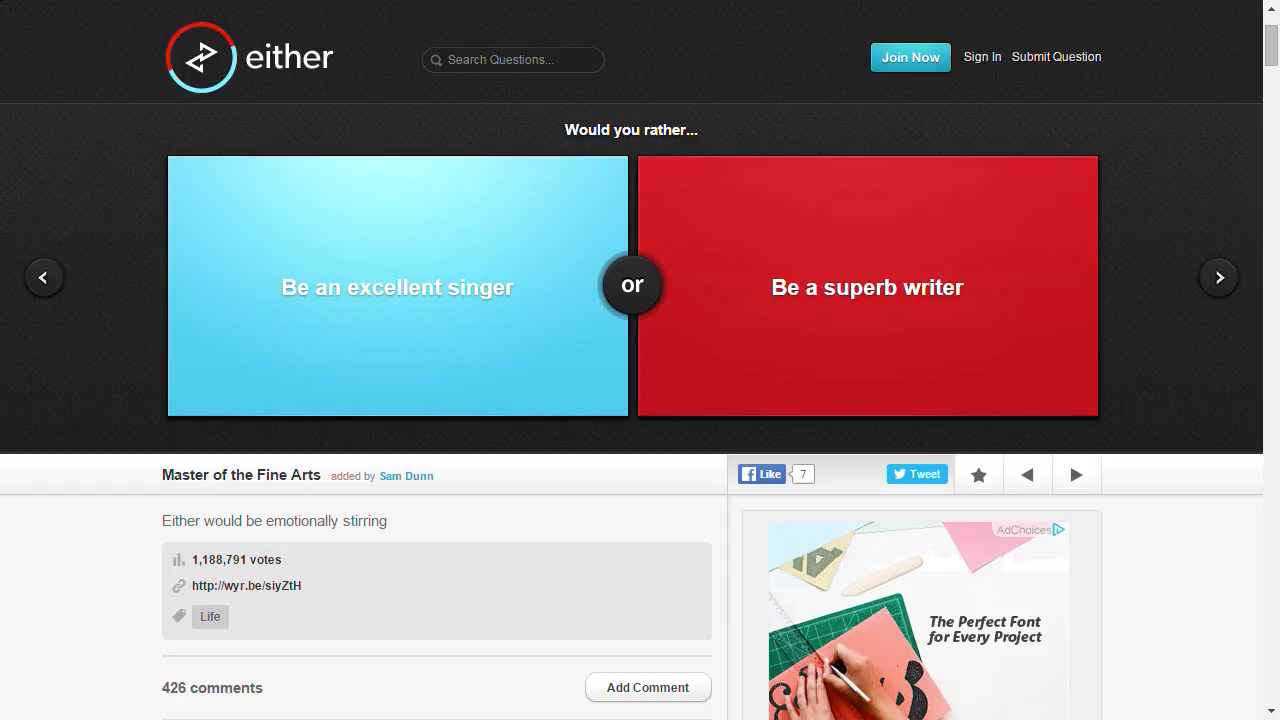 either
Search Questions...
Join Now
Sign In
Submit Question
Would you rather...
Be an excellent singer
or
Be a superb writer
Master of the Fine Arts
added by Sam Dunn
Like
7
Tweet
Either would be emotionally stirring
1,188,791 votes
http://wyr.be/siyZtH
Life
426 comments
Add Comment
AdChoices
The Perfect Font
for Every Project